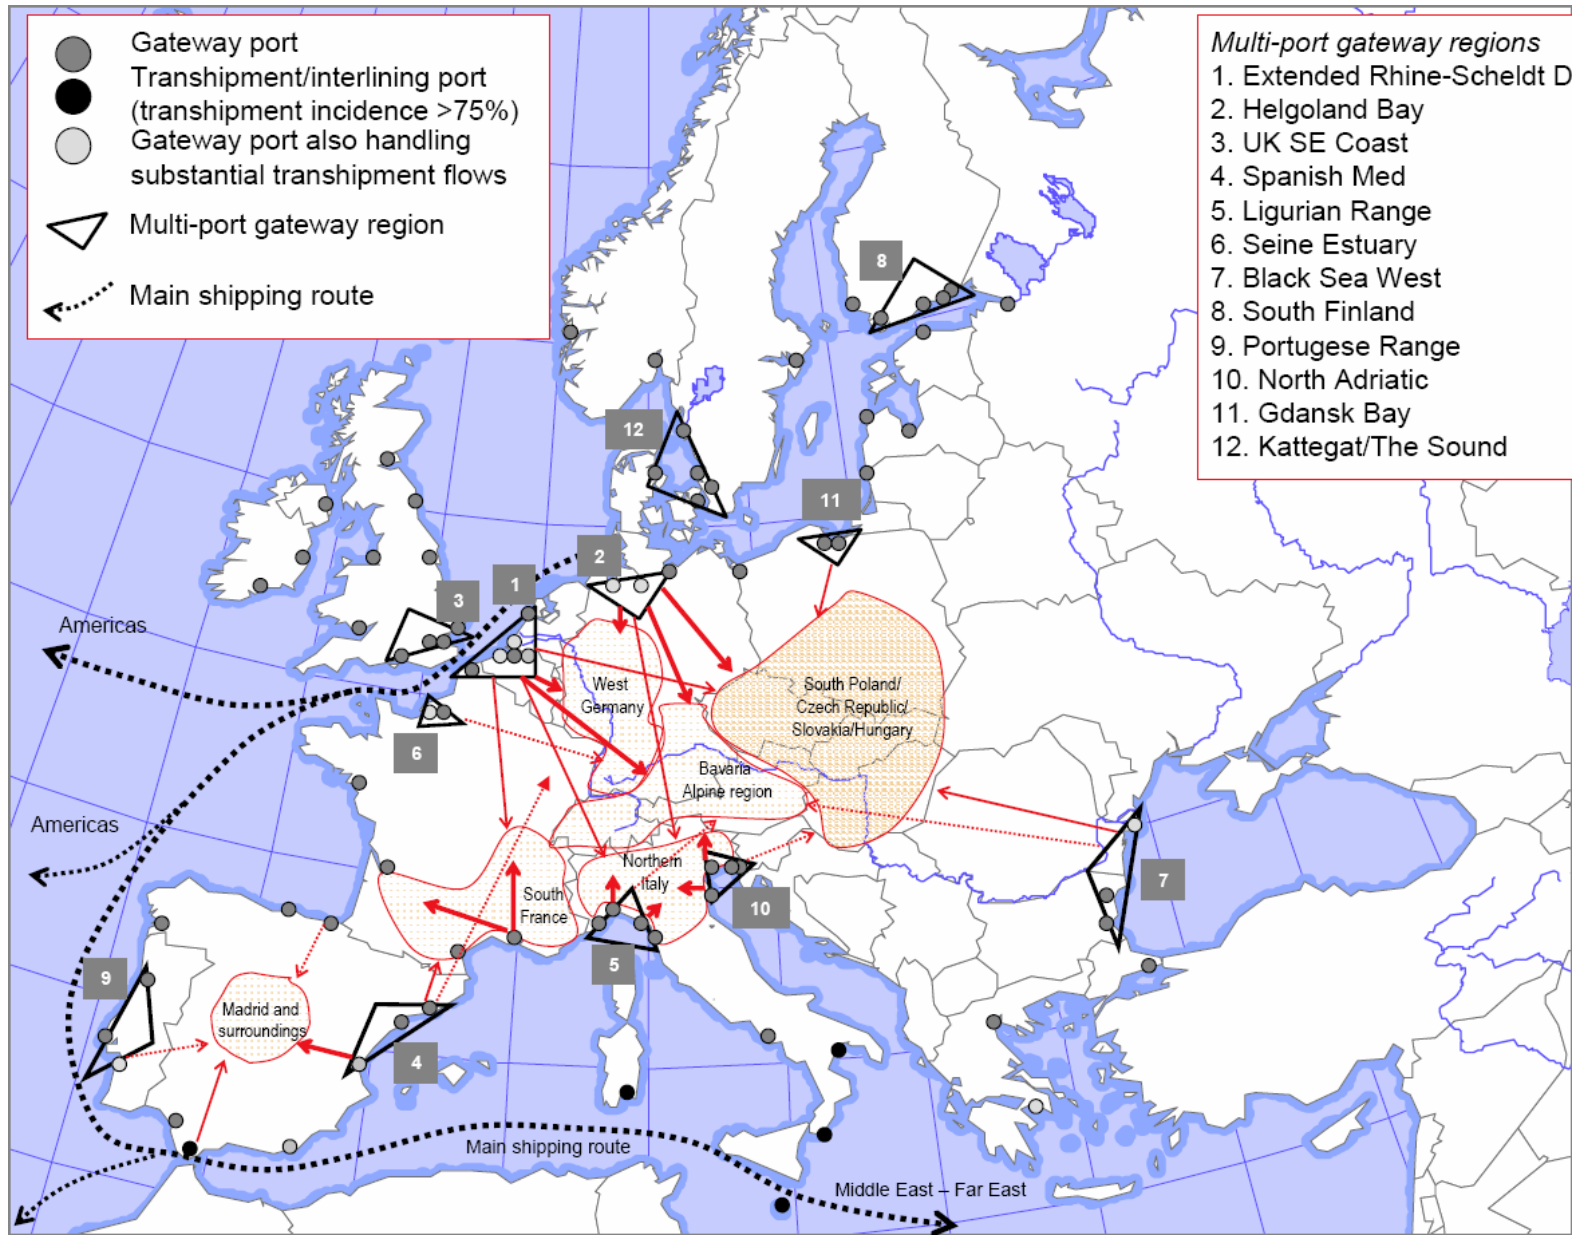 Gateway port
Transhipment/interlining port
(transhipment incidence >75%)
Gateway port also handling
substantial transhipment flows
Multi-port gateway region
Main shipping route
Multi-port gateway regions
1. Extended Rhine-Scheldt D
2. Helgoland Bay
3. UK SE Coast
4. Spanish Med
5. Ligurian Range
6. Seine Estuary
7. Black Sea West
8. South Finland
9. Portugese Range
10. North Adriatic
11. Gdansk Bay
12. Kattegat/The Sound
8
12
11
2
1
3
Americas
West
Germany
South Poland/
Czech Republic/
Slovakia/Hungary
6
Bavaria
Alpine region
Americas
Northern
Italy
South
France
7
10
5
9
Madrid and
surroundings
4
Main shipping route
Middle East – Far East